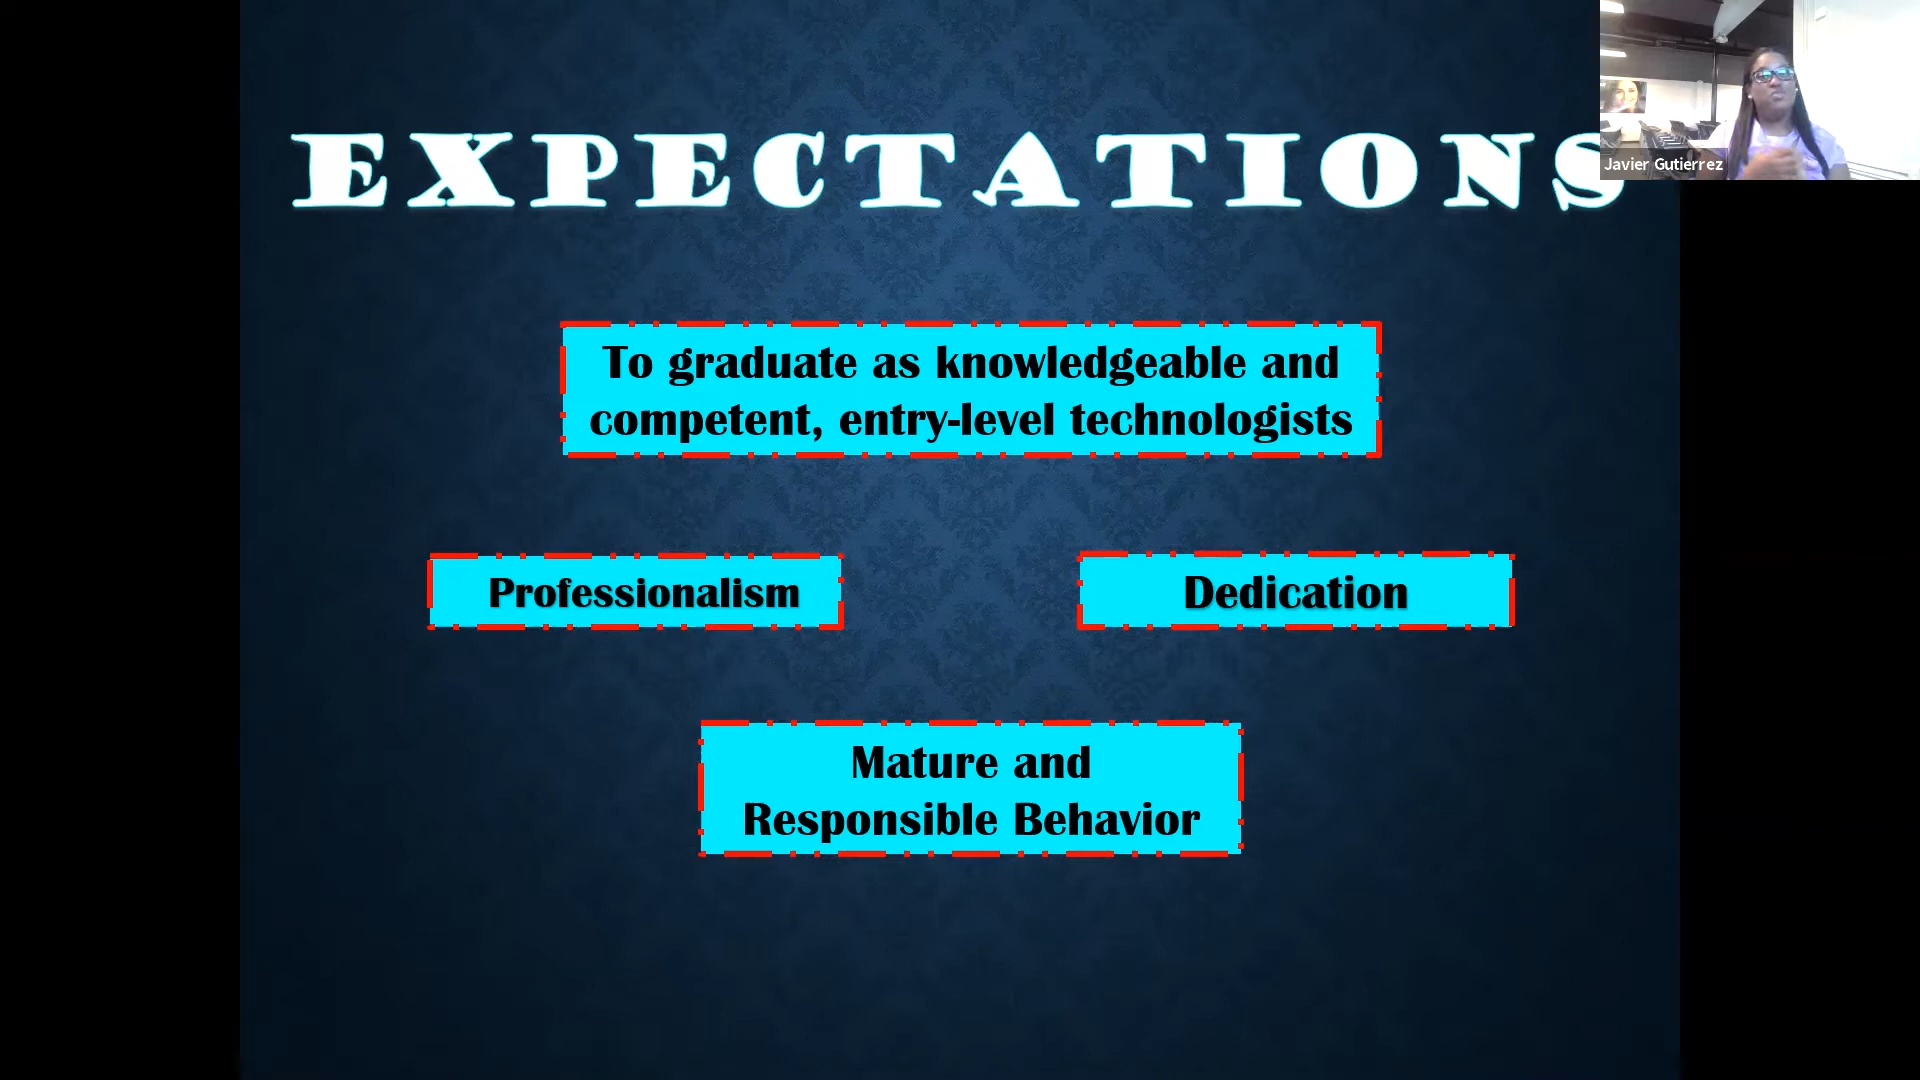 EXPECTATIONS
Javier Gutierrez
To graduate as knowledgeable and
competent, entry-level technologists
Professionalism
Dedication
Mature and
Responsible Behavior